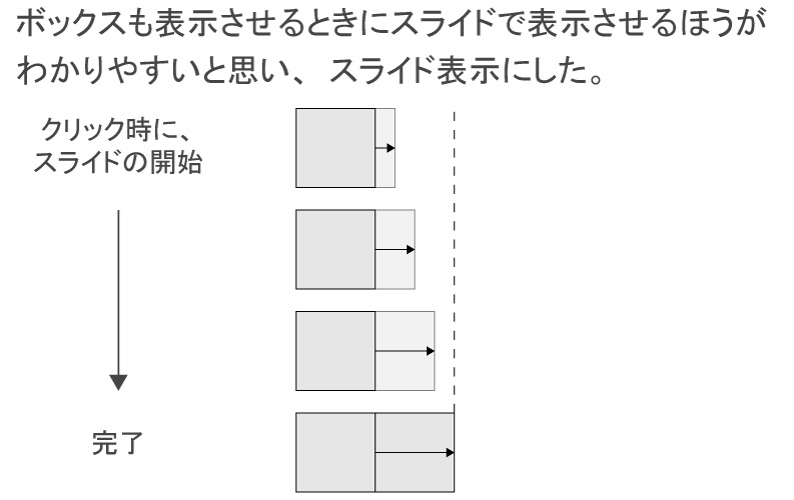 ボックスも表示させるときにスライドで表示させるほうが
わかりやすいと思い、スライド表示にした。
クリック時に、
スライドの開始
完了